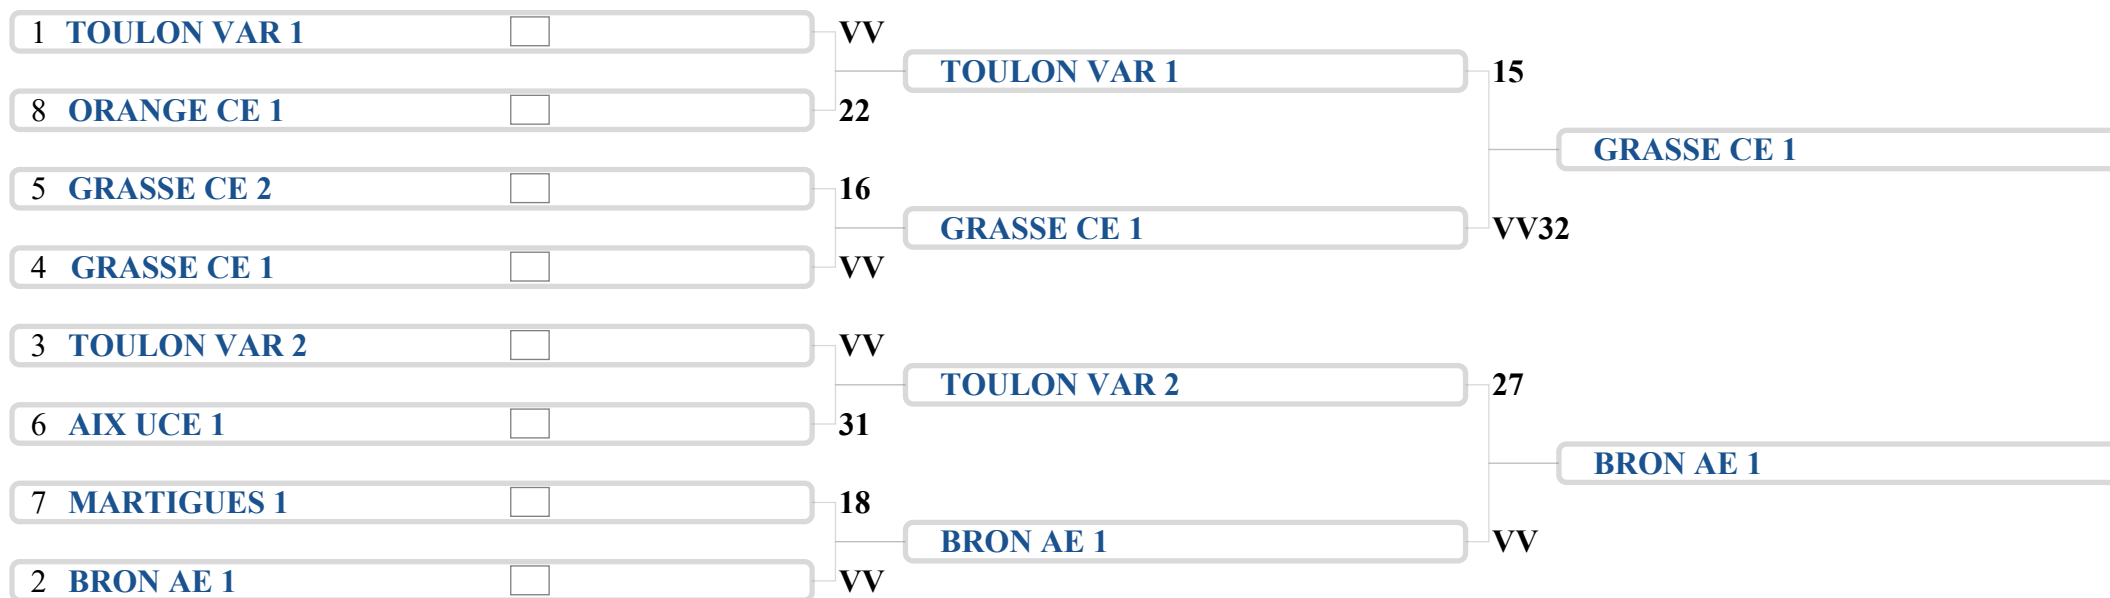 1 TOULON VAR 1 VV
TOULON VAR 1 15
8 ORANGE CE 1 22
GRASSE CE 1
5 GRASSE CE 2 16
GRASSE CE 1 VV32
4 GRASSE CE 1 VV
3 TOULON VAR 2 VV
TOULON VAR 2 27
6 AIX UCE 1 31
BRON AE 1
7 MARTIGUES 1 18
BRON AE 1 VV
2 BRON AE 1 VV